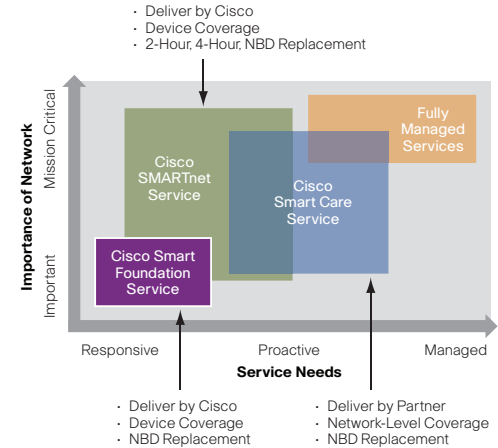 · Deliver by Cisco
· Device Coverage
· 2-Hour, 4-Hour, NBD Replacement
Importance of Network
Mission Critical
Important
Fully
Managed
Services
Cisco
SMARTnet
Service
Cisco
Smart Care
Service
Cisco Smart
Foundation
Service
Responsive
Proactive
Managed
Service Needs
· Deliver by Cisco
· Device Coverage
· NBD Replacement
· Deliver by Partner
· Network-Level Coverage
· NBD Replacement